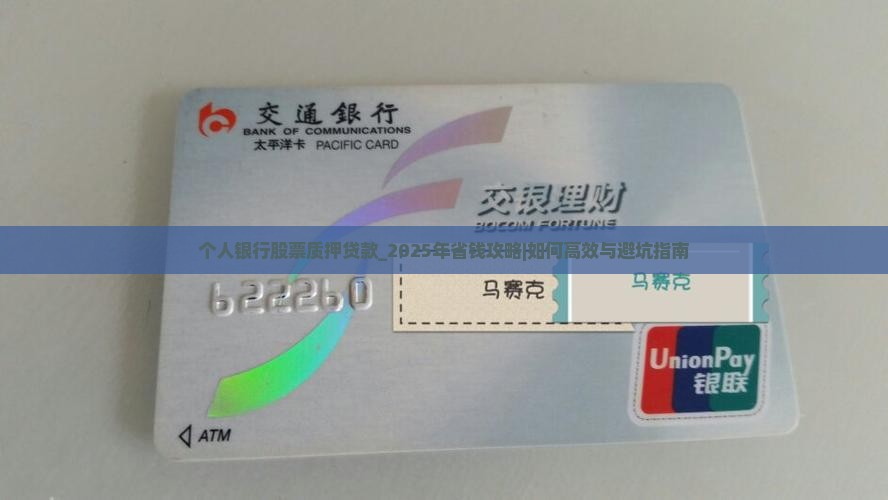 交通銀行
BANK OF COMMUNICATIONS
太平洋卡 PACIFIC CARD
交银理财
BOCOM FORTUNE
个人银行股票质押贷款_2025年省钱攻略|如何高效与避坑指南
622260
马赛克
马赛克
UnionPay
银联
ATM